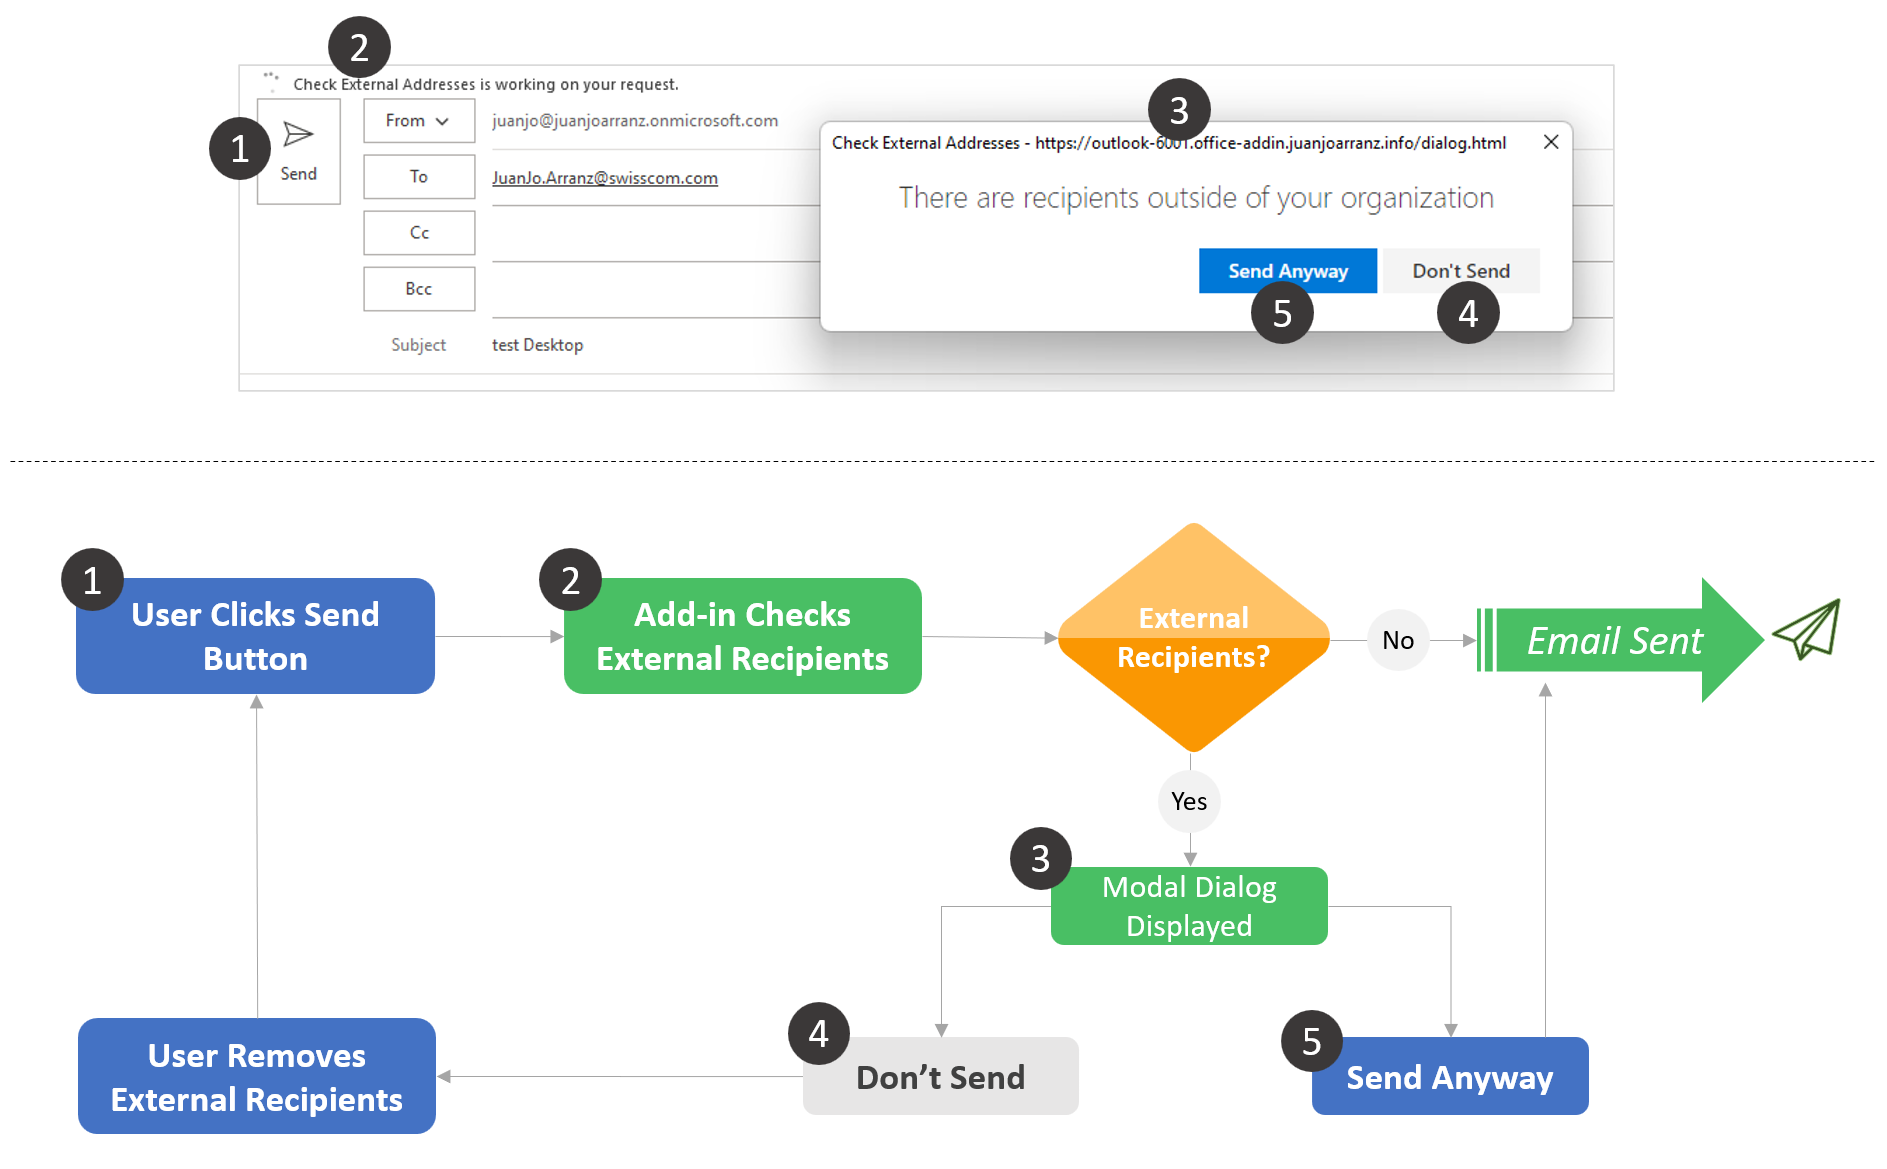 2
Check External Addresses is working on your request.
1
Send
From
juanjo@juanjoarranz.onmicrosoft.com
To
JuanJo.Arranz@swisscom.com
Cc
Bcc
Subject
test Desktop
3
Check External Addresses - https://outlook-6001.office-addin.juanjoarranz.info/dialog.html
There are recipients outside of your organization
Send Anyway
Don't Send
5
4
1
User Clicks Send
Button
2
Add-in Checks
External Recipients
External
Recipients?
No
Email Sent
Yes
3
Modal Dialog
Displayed
4
Don’t Send
5
Send Anyway
User Removes
External Recipients